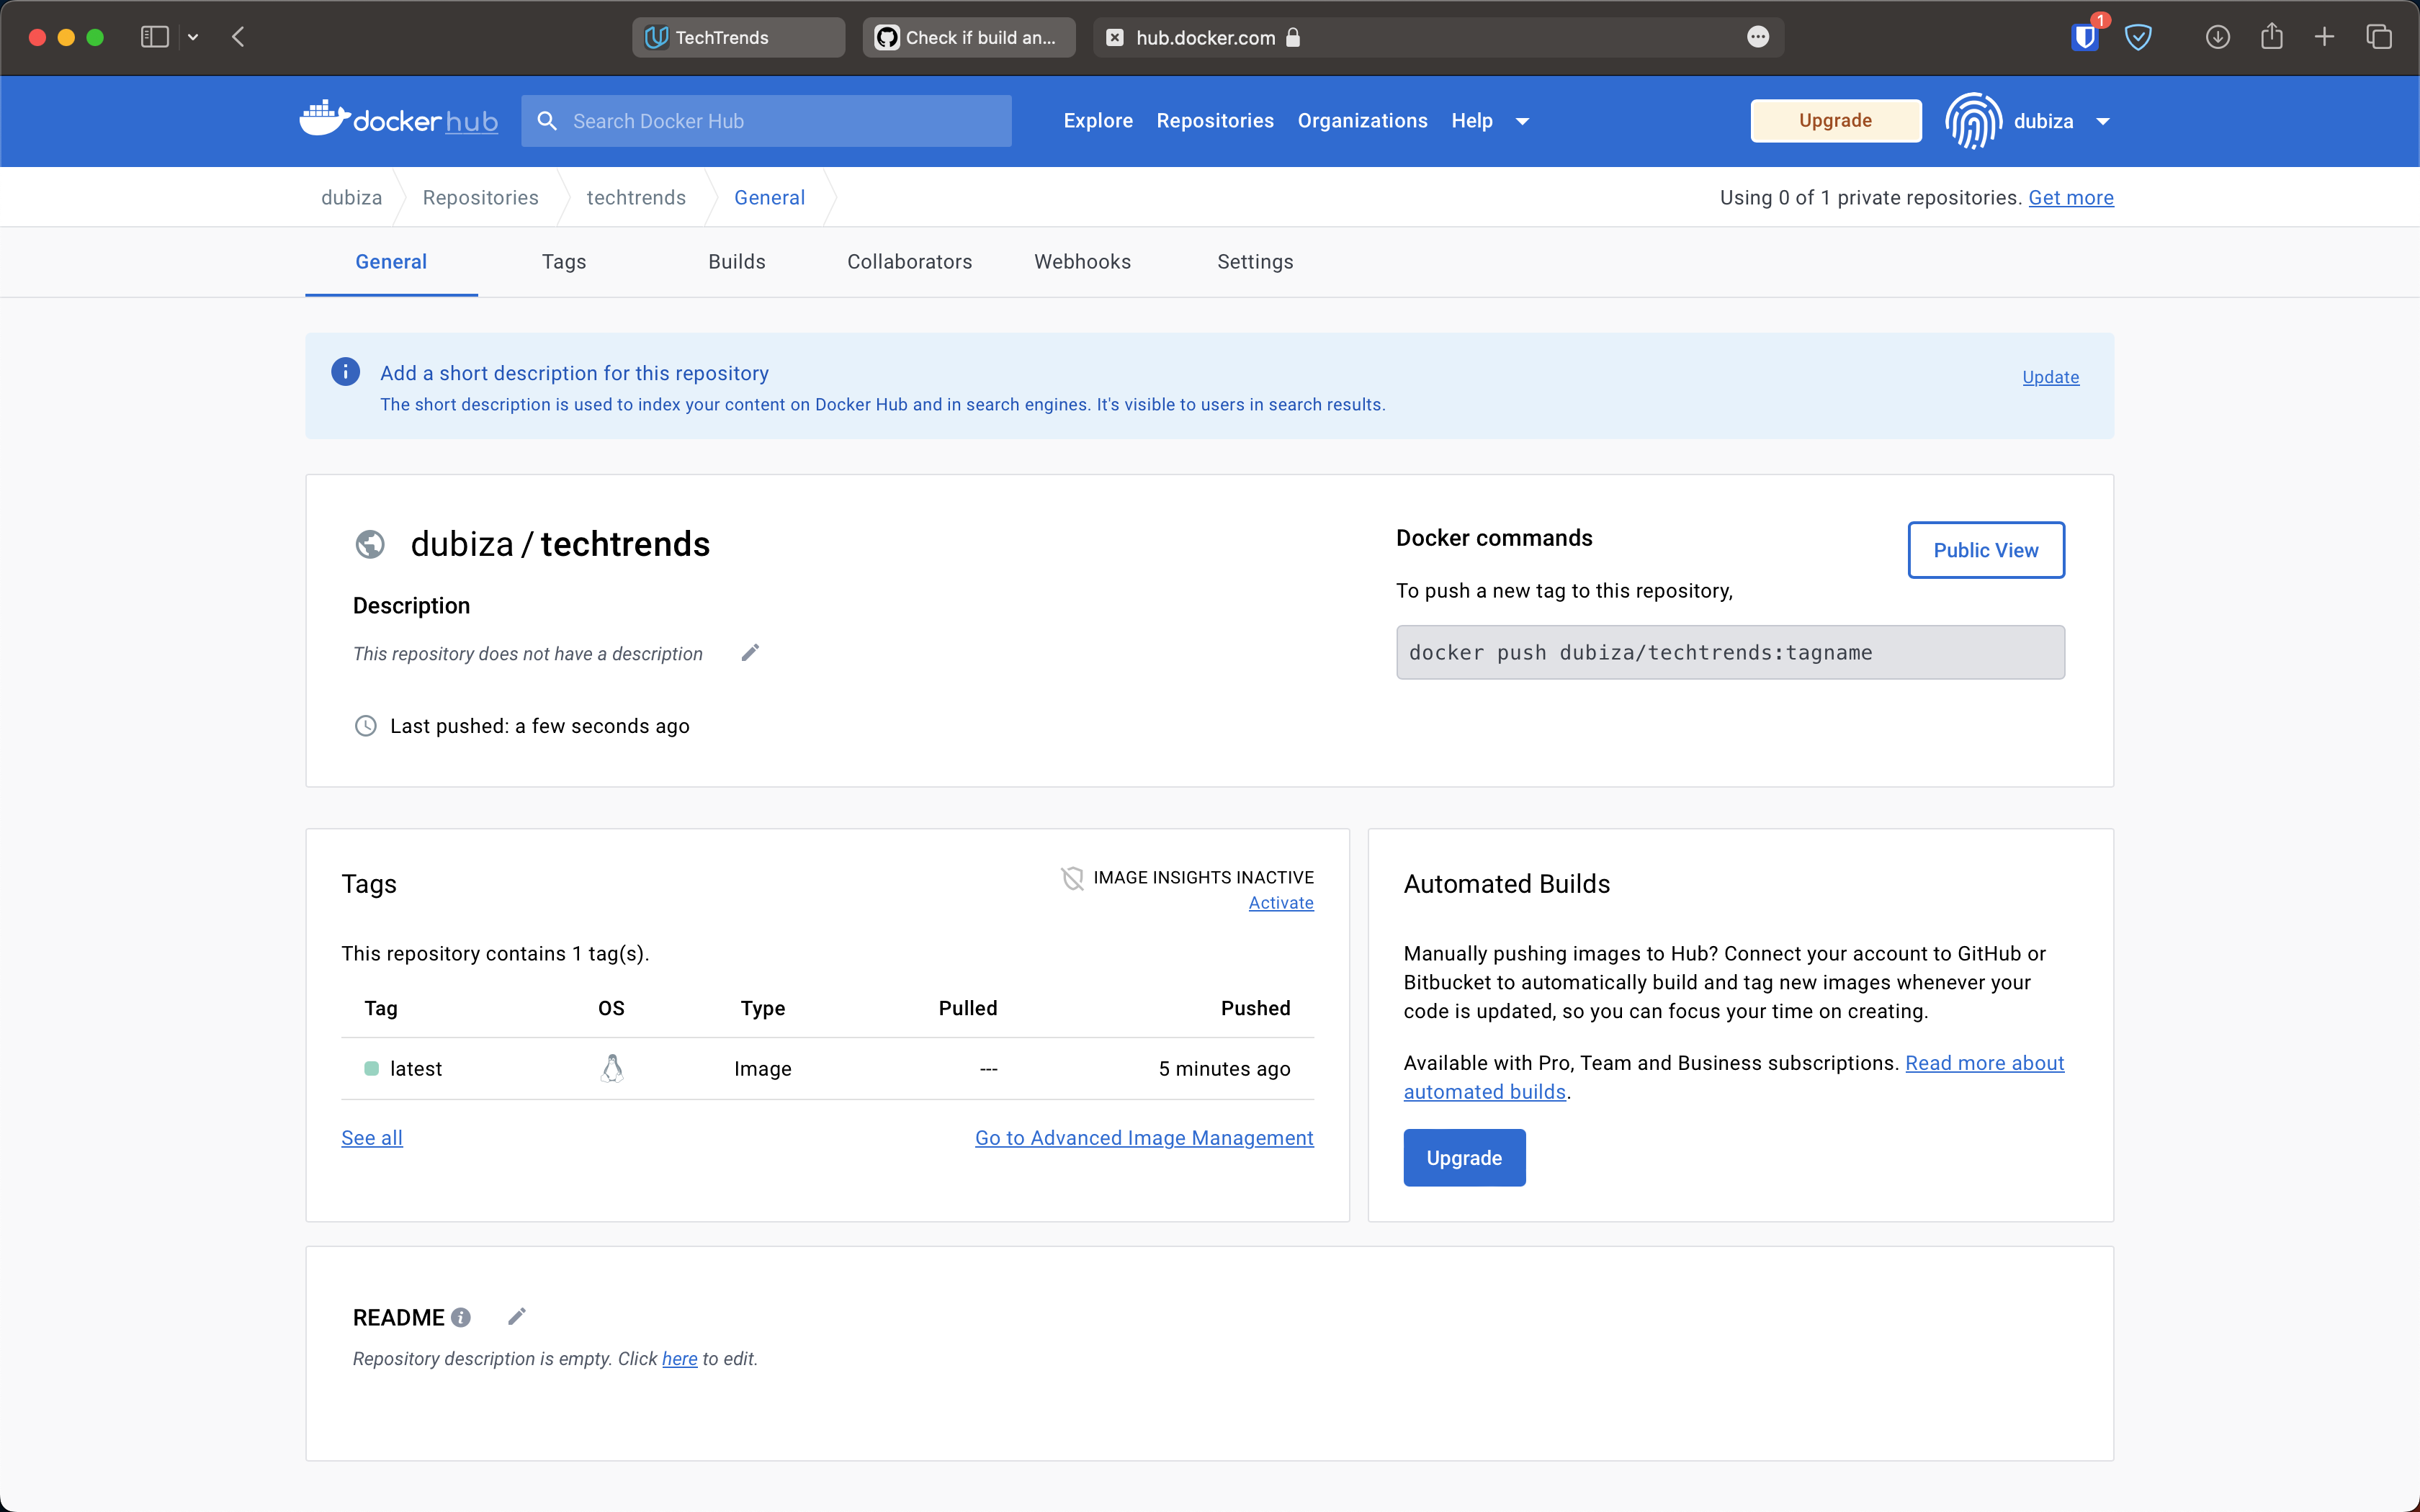 TechTrends
Check if build an...
hub.docker.com
1
docker hub
Search Docker Hub
Explore
Repositories
Organizations
Help
Upgrade
dubiza
dubiza
Repositories
techtrends
General
Using 0 of 1 private repositories. Get more
General
Tags
Builds
Collaborators
Webhooks
Settings
Add a short description for this repository
Update
The short description is used to index your content on Docker Hub and in search engines. It's visible to users in search results.
dubiza / techtrends
Description
This repository does not have a description
Last pushed: a few seconds ago
Docker commands
Public View
To push a new tag to this repository,
docker push dubiza/techtrends:tagname
Tags
IMAGE INSIGHTS INACTIVE
Activate
This repository contains 1 tag(s).
Tag OS Type Pulled Pushed
latest Image --- 5 minutes ago
See all
Go to Advanced Image Management
Automated Builds
Manually pushing images to Hub? Connect your account to GitHub or
Bitbucket to automatically build and tag new images whenever your
code is updated, so you can focus your time on creating.
Available with Pro, Team and Business subscriptions. Read more about
automated builds.
Upgrade
README
Repository description is empty. Click here to edit.